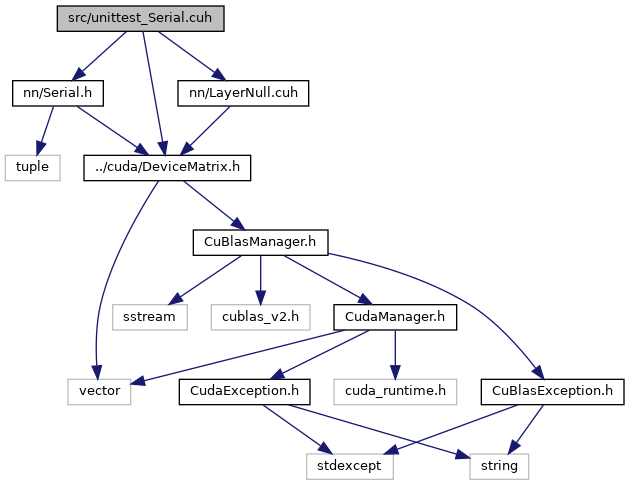 src/unittest_Serial.cuh
nn/Serial.h
nn/LayerNull.cuh
tuple
../cuda/DeviceMatrix.h
CuBlasManager.h
sstream
cublas_v2.h
CudaManager.h
vector
CudaException.h
cuda_runtime.h
CuBlasException.h
stdexcept
string